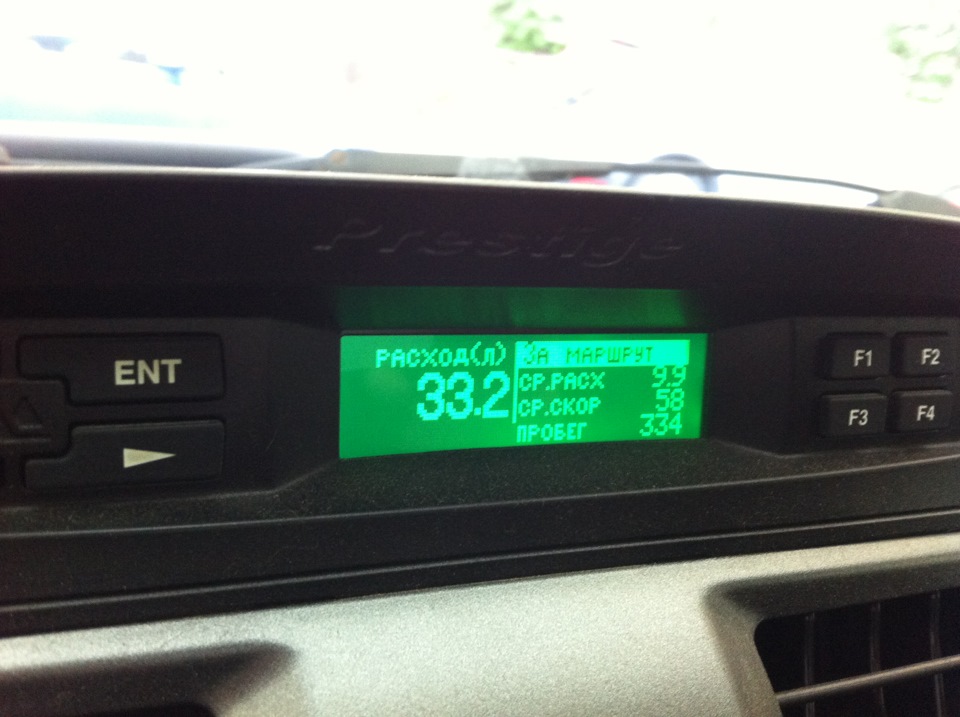 Prestige
ENT
РАСХОД(Л)
33.2
ЗА МАРШРУТ
СР.РАСХ 9.9
СР.СКОР 58
ПРОБЕГ 334
F1 F2
F3 F4